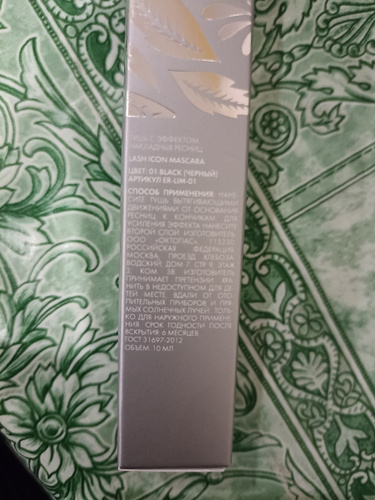 ТУШЬ С ЭФФЕКТОМ
НАКЛАДНЫХ РЕСНИЦ
LASH ICON MASCARA
ЦВЕТ: 01 BLACK (ЧЕРНЫЙ)
АРТИКУЛ ER-LIM-01
СПОСОБ ПРИМЕНЕНИЯ: НАНЕ-
СИТЕ ТУШЬ ВЫТЯГИВАЮЩИМИ
ДВИЖЕНИЯМИ ОТ ОСНОВАНИЯ
РЕСНИЦ К КОНЧИКАМ. ДЛЯ
УСИЛЕНИЯ ЭФФЕКТА НАНЕСИТЕ
ВТОРОЙ СЛОЙ. ИЗГОТОВИТЕЛЬ:
ООО «ОКТОПАС», 115230,
РОССИЙСКАЯ ФЕДЕРАЦИЯ,
МОСКВА, ПРОЕЗД ХЛЕБОЗА-
ВОДСКИЙ, ДОМ 7, СТР 9, ЭТАЖ
3, КОМ 3В. ИЗГОТОВИТЕЛЬ
ПРИНИМАЕТ ПРЕТЕНЗИИ. ХРА-
НИТЬ В НЕДОСТУПНОМ ДЛЯ ДЕ-
ТЕЙ МЕСТЕ, ВДАЛИ ОТ ОТО-
ПИТЕЛЬНЫХ ПРИБОРОВ И ПРЯ-
МЫХ СОЛНЕЧНЫХ ЛУЧЕЙ. ТОЛЬ-
КО ДЛЯ НАРУЖНОГО ПРИМЕНЕ-
НИЯ. СРОК ГОДНОСТИ ПОСЛЕ
ВСКРЫТИЯ: 6 МЕСЯЦЕВ.
ГОСТ 31697-2012
ОБЪЕМ: 10 МЛ